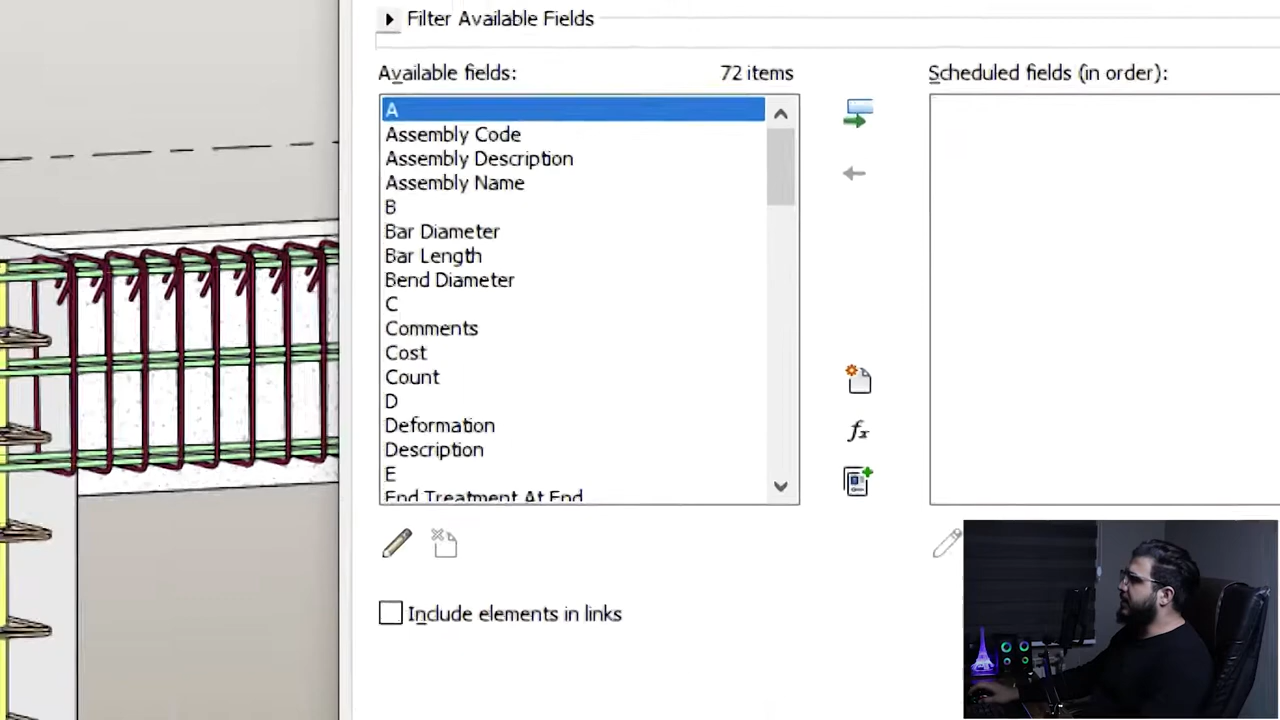 Filter Available Fields
Available fields:
72 items
Scheduled fields (in order):
A
Assembly Code
Assembly Description
Assembly Name
B
Bar Diameter
Bar Length
Bend Diameter
C
Comments
Cost
Count
D
Deformation
Description
E
End Treatment At End
fx
Include elements in links